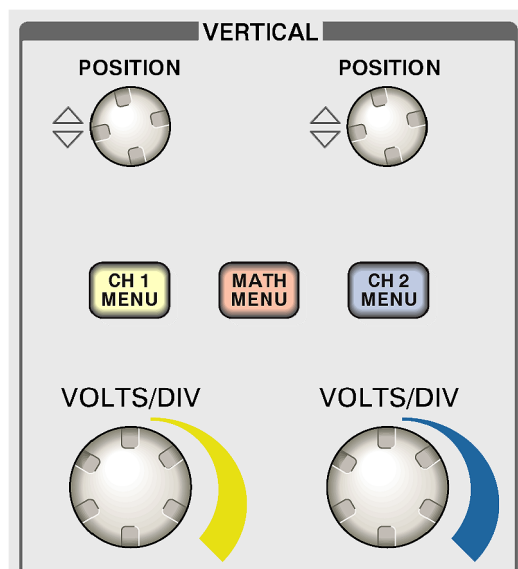 VERTICAL
POSITION POSITION
CH 1
MENU
MATH
MENU
CH 2
MENU
VOLTS/DIV VOLTS/DIV